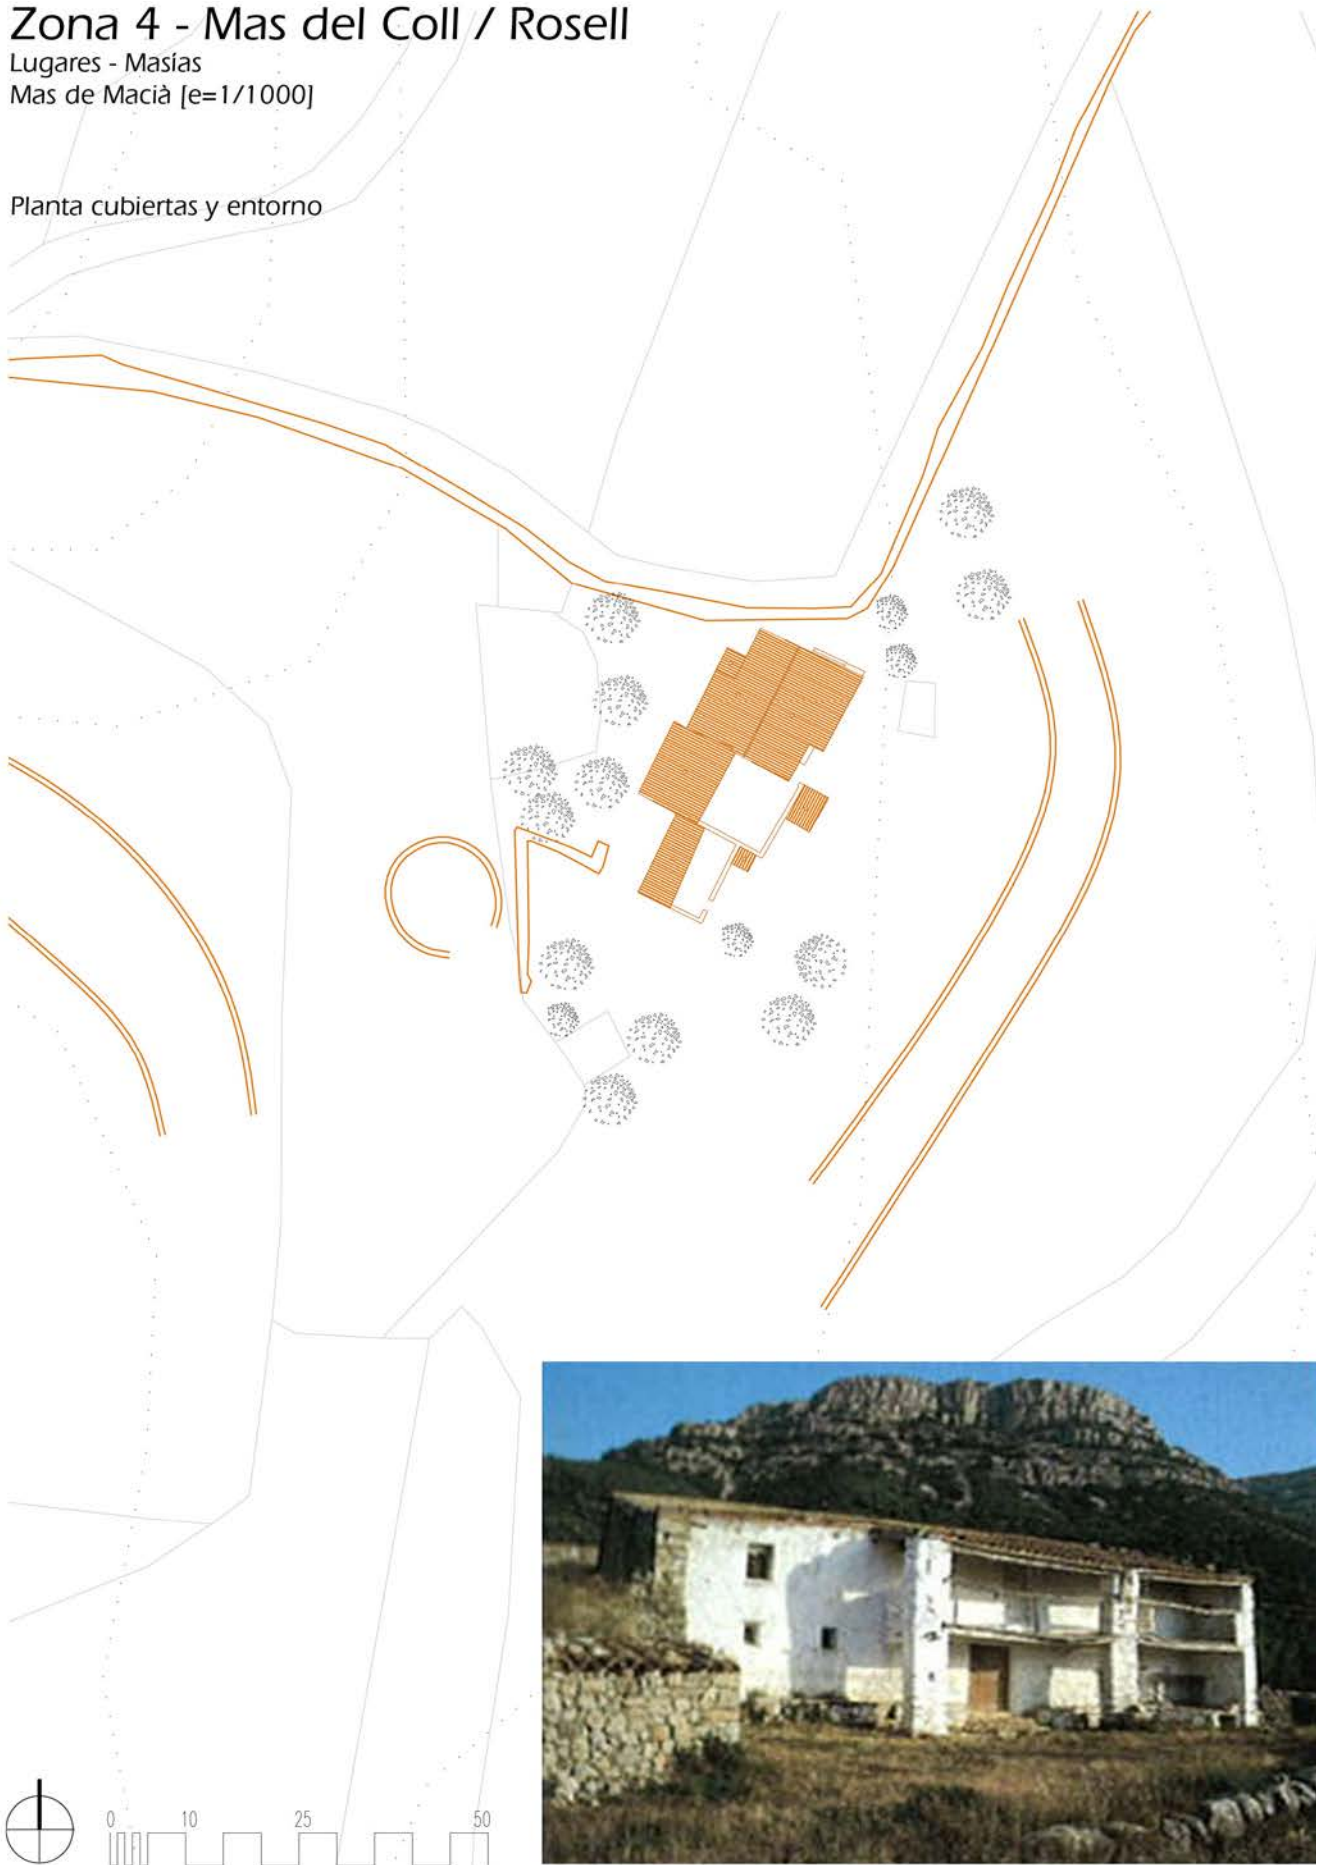 Zona 4 - Mas del Coll / Rosell
Lugares - Masías
Mas de Macià [e=1/1000]
Planta cubiertas y entorno
0 10 25 50